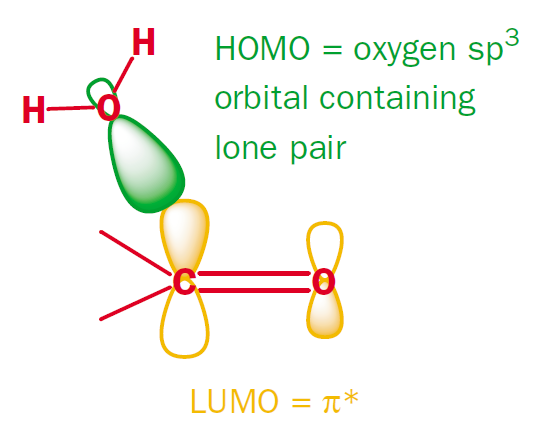 H
HOMO = oxygen sp³
orbital containing
H O
lone pair
C O
LUMO = π*